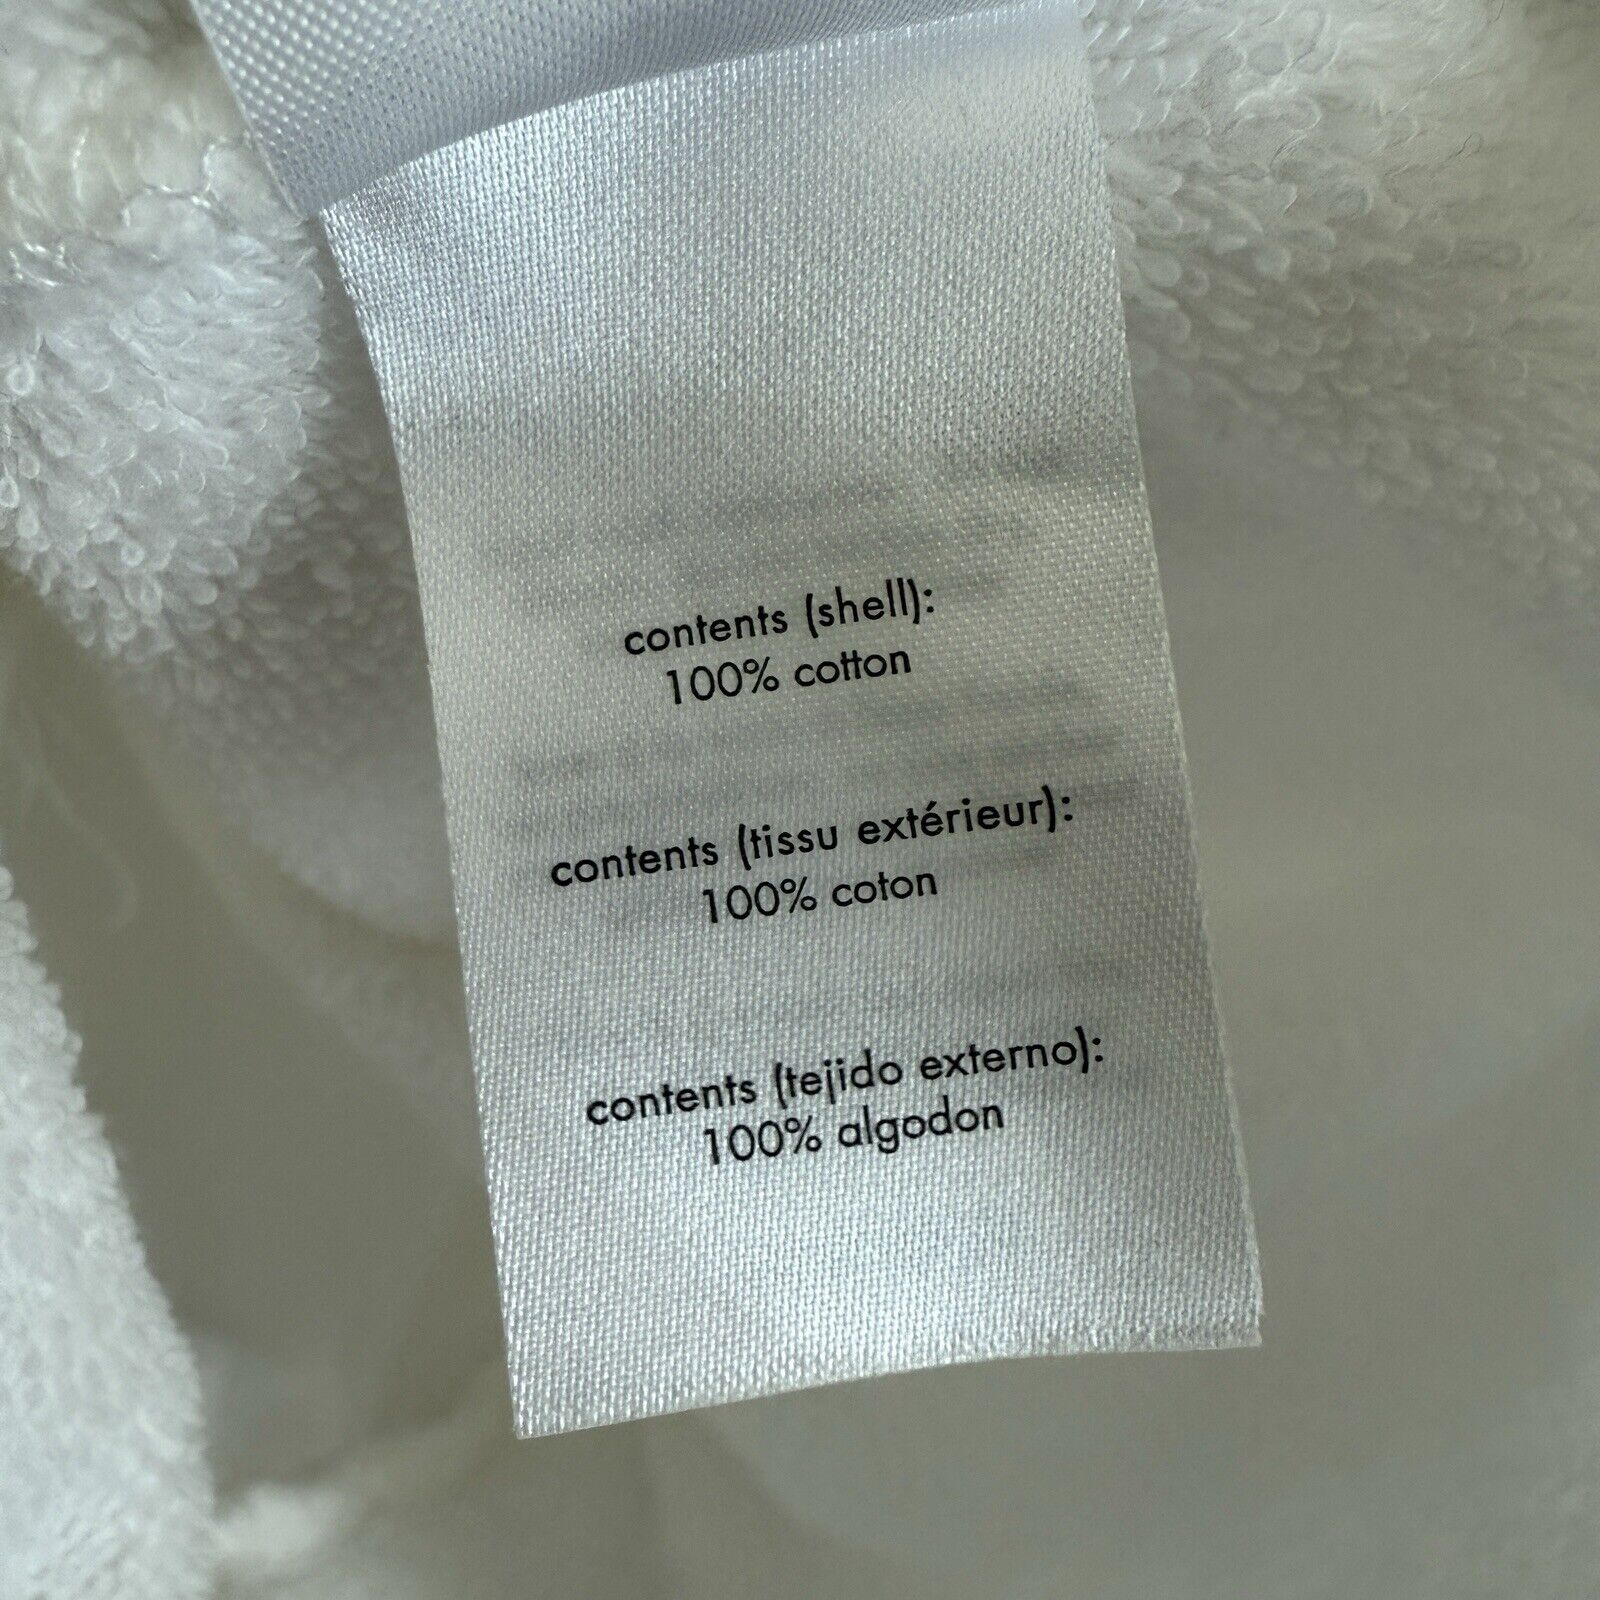 contents (shell):
100% cotton
contents (tissu extérieur):
100% coton
contents (tejido externo):
100% algodon